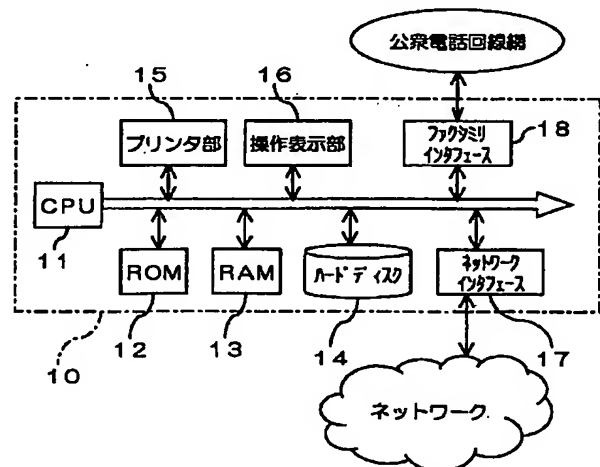 公衆電話回線網
15
16
プリンタ部
操作表示部
ファクシミリ
インタフェース
18
CPU
11
ROM
RAM
ハードディスク
ネットワーク
インタフェース
12
13
14
17
10
ネットワーク